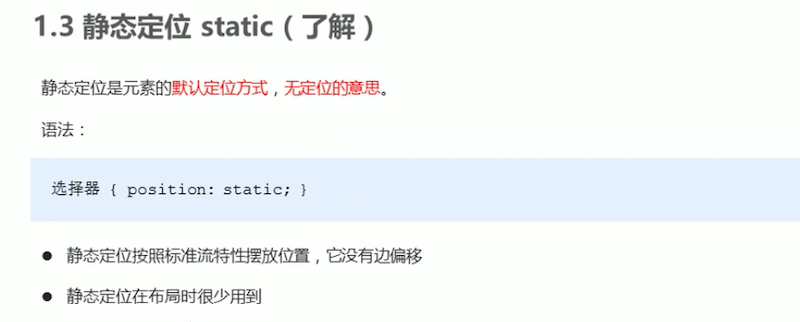 1.3 静态定位 static（了解）
静态定位是元素的默认定位方式，无定位的意思。
语法：
选择器 { position: static; }
● 静态定位按照标准流特性摆放位置，它没有边偏移
● 静态定位在布局时很少用到